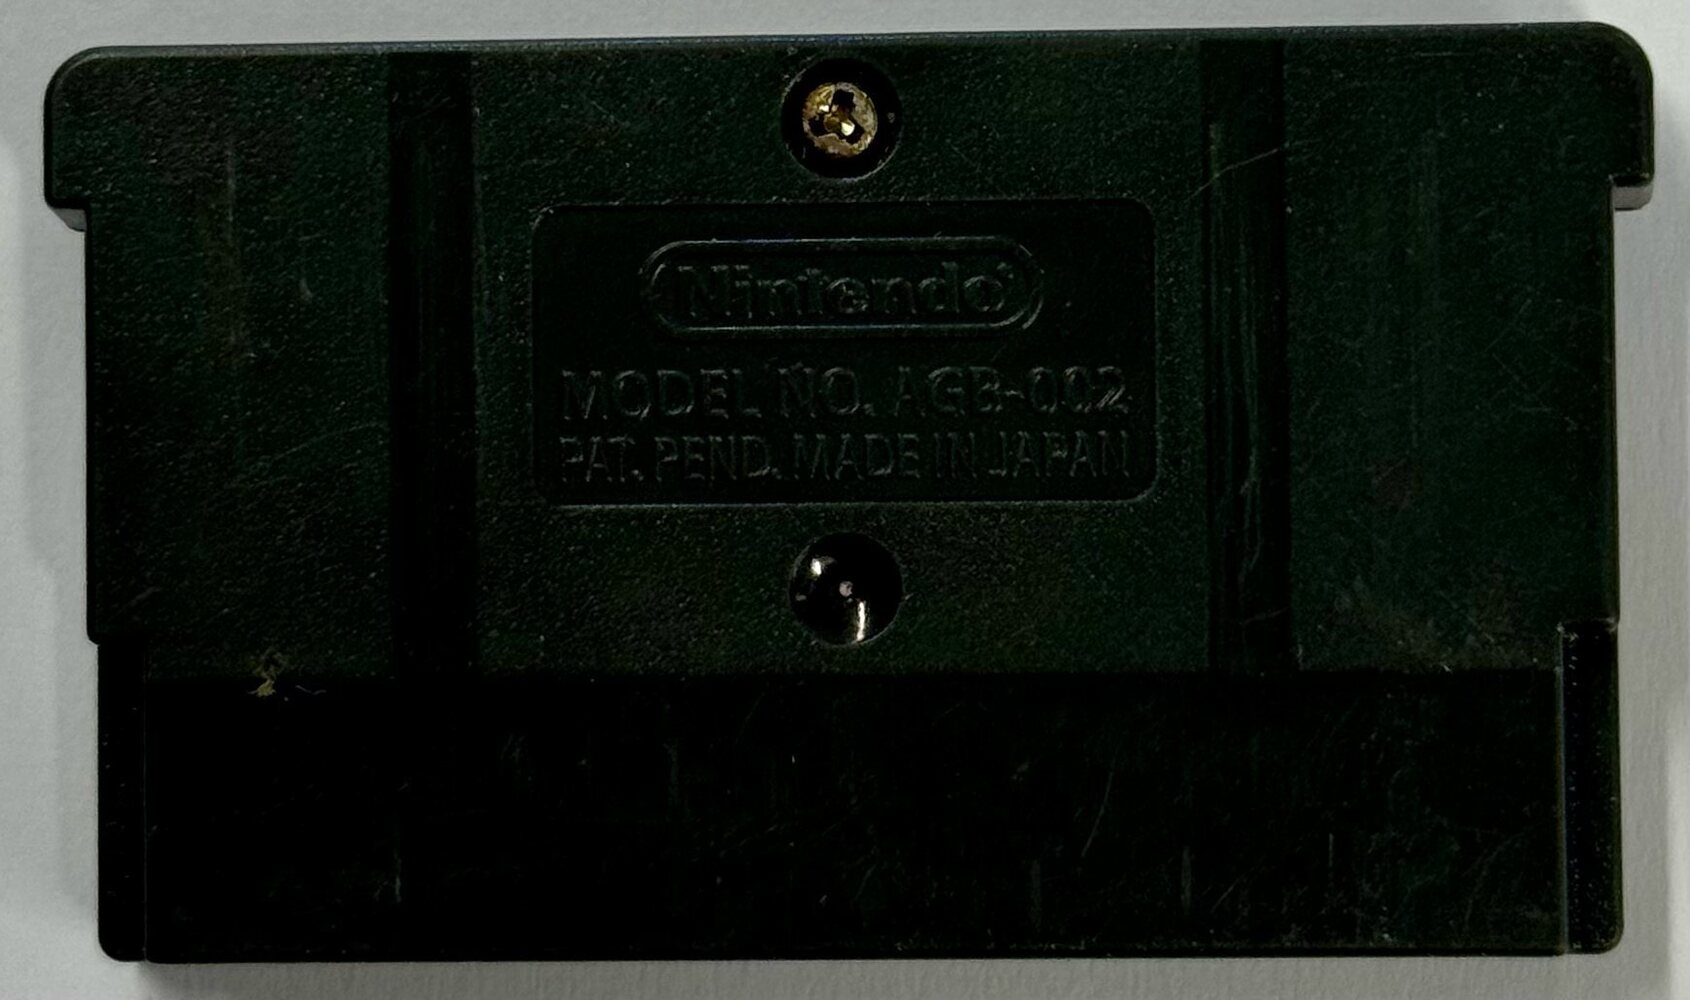 Nintendo®
MODEL NO. AGB-002
PAT. PEND. MADE IN JAPAN